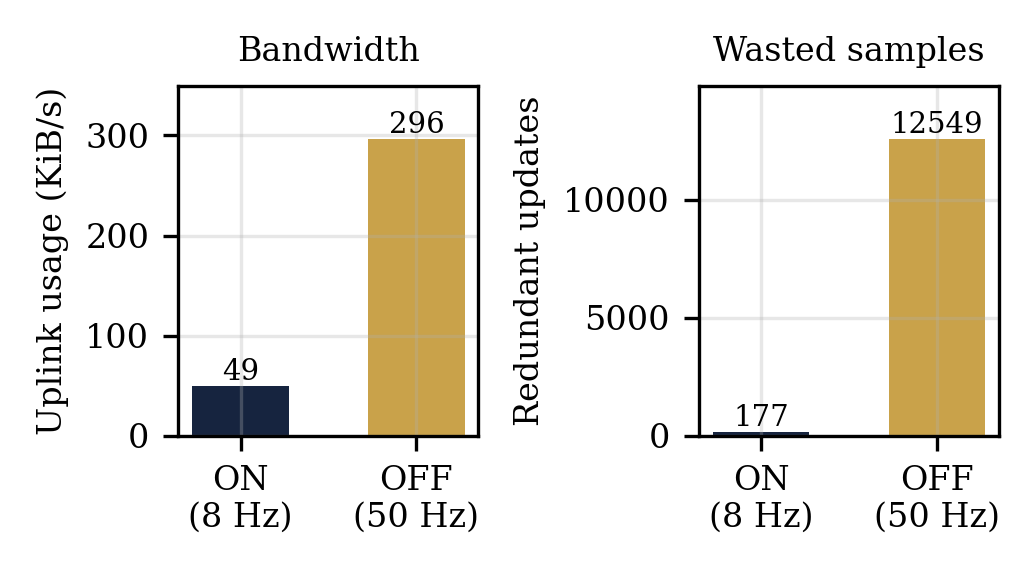 Bandwidth
Uplink usage (KiB/s)
300
200
100
0
296
49
ON
(8 Hz)
OFF
(50 Hz)
Wasted samples
Redundant updates
10000
5000
0
12549
177
ON
(8 Hz)
OFF
(50 Hz)